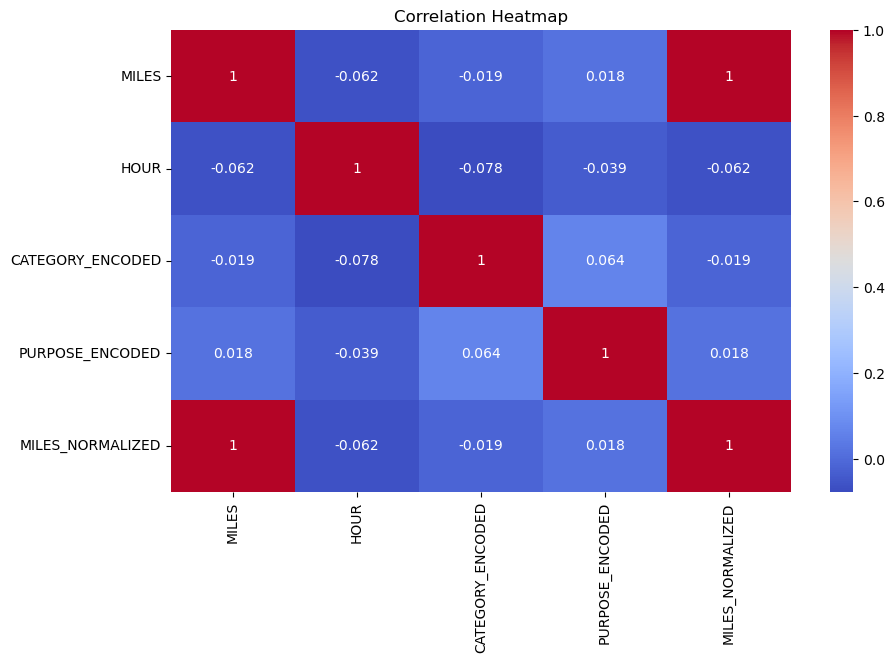 Correlation Heatmap
MILES 1 -0.062 -0.019 0.018 1
HOUR -0.062 1 -0.078 -0.039 -0.062
CATEGORY_ENCODED -0.019 -0.078 1 0.064 -0.019
PURPOSE_ENCODED 0.018 -0.039 0.064 1 0.018
MILES_NORMALIZED 1 -0.062 -0.019 0.018 1
MILES
HOUR
CATEGORY_ENCODED
PURPOSE_ENCODED
MILES_NORMALIZED
1.0
0.8
0.6
0.4
0.2
0.0